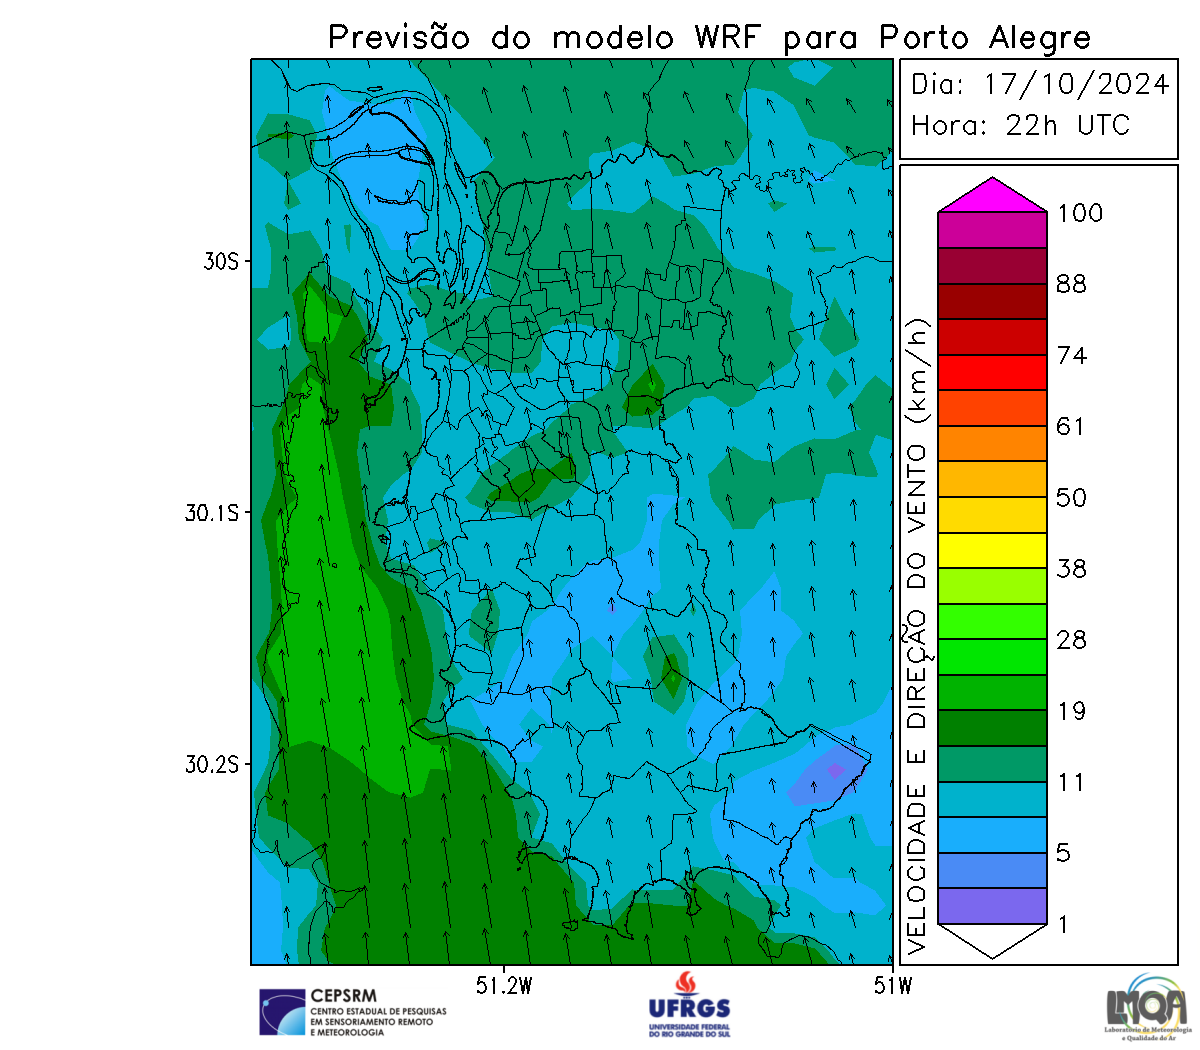 Previsão do modelo WRF para Porto Alegre
Dia: 17/10/2024
Hora: 22h UTC
30S
30.1S
30.2S
51.2W
51W
VELOCIDADE E DIREÇÃO DO VENTO (km/h)
100
88
74
61
50
38
28
19
11
5
1
CEPSRM
CENTRO ESTADUAL DE PESQUISAS
EM SENSORIAMENTO REMOTO
E METEOROLOGIA
UFRGS
UNIVERSIDADE FEDERAL
DO RIO GRANDE DO SUL
LMQA
Laboratório de Meteorologia
e Qualidade do Ar